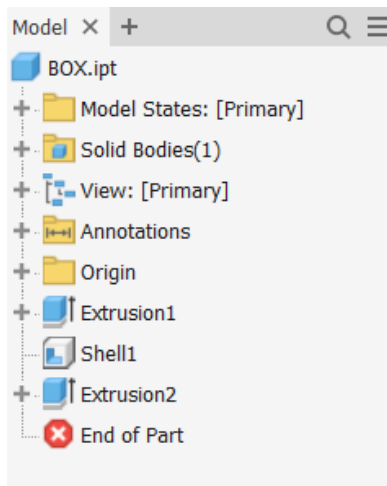 Model
BOX.ipt
Model States: [Primary]
Solid Bodies(1)
View: [Primary]
Annotations
Origin
Extrusion1
Shell1
Extrusion2
End of Part